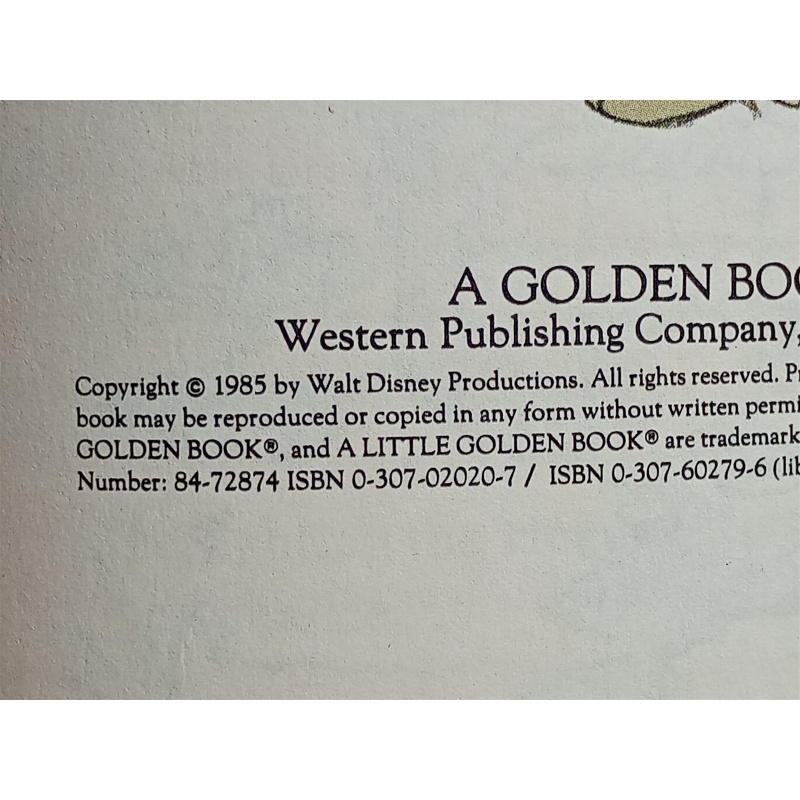 A GOLDEN BOO
Western Publishing Company,
Copyright © 1985 by Walt Disney Productions. All rights reserved. P
book may be reproduced or copied in any form without written permi
GOLDEN BOOK®, and A LITTLE GOLDEN BOOK® are trademark
Number: 84-72874 ISBN 0-307-02020-7 / ISBN 0-307-60279-6 (lib